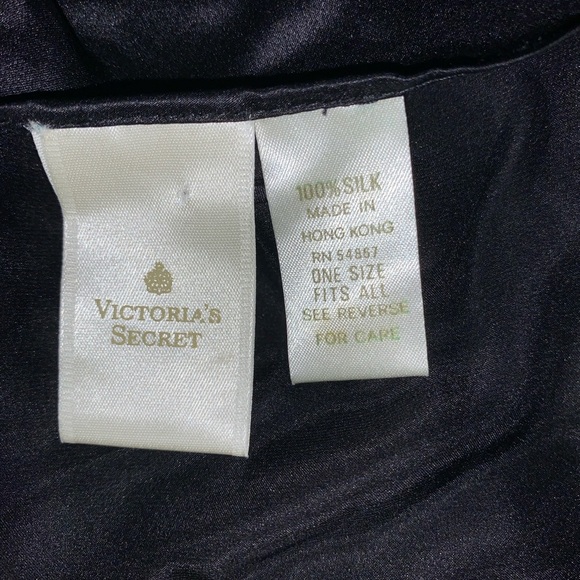 VICTORIA'S
SECRET
100% SILK
MADE IN
HONG KONG
RN 54867
ONE SIZE
FITS ALL
SEE REVERSE
FOR CARE